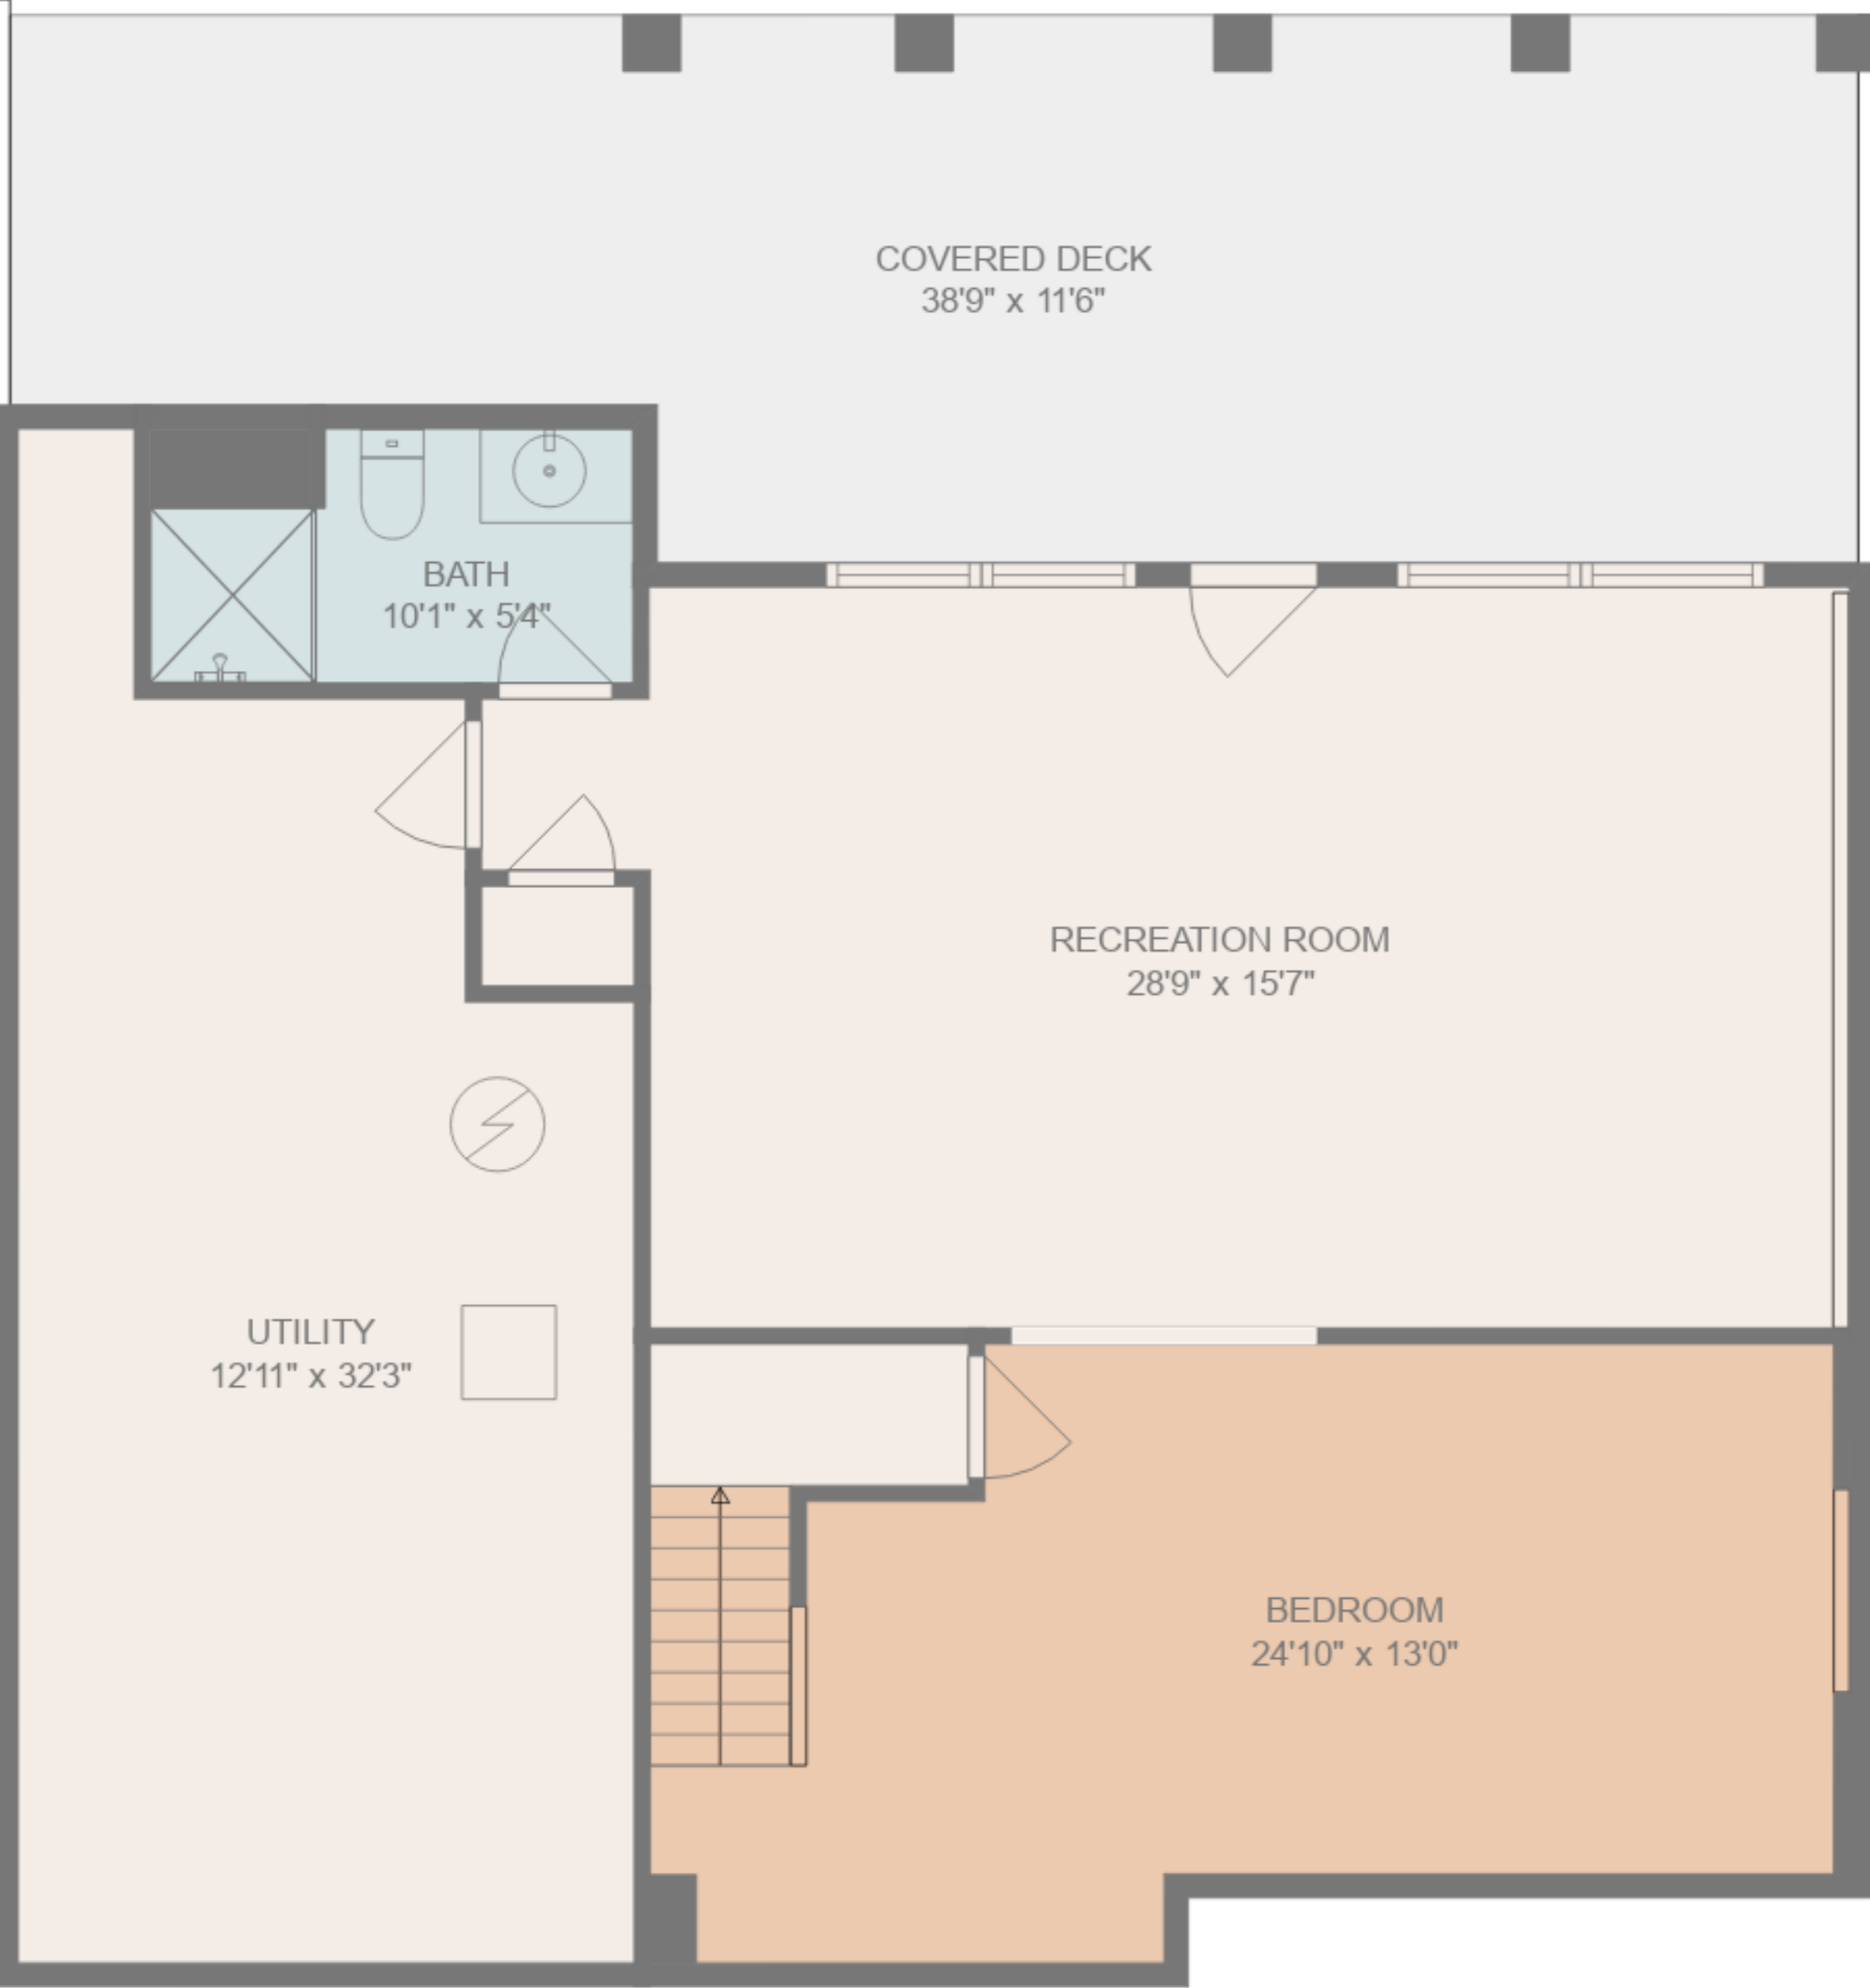 COVERED DECK
38'9" x 11'6"
BATH
10'1" x 5'4"
RECREATION ROOM
28'9" x 15'7"
UTILITY
12'11" x 32'3"
BEDROOM
24'10" x 13'0"